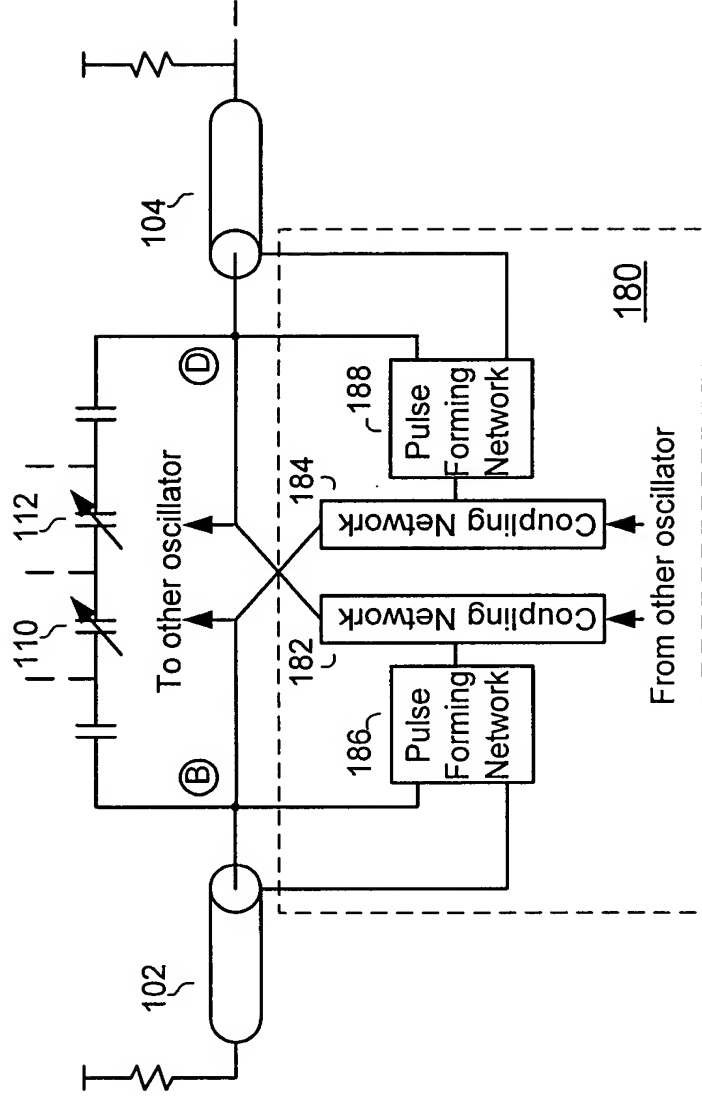 102
104
110
112
B
D
To other oscillator
182
184
186
188
Pulse
Forming
Network
Coupling Network
Coupling Network
Pulse
Forming
Network
From other oscillator
180